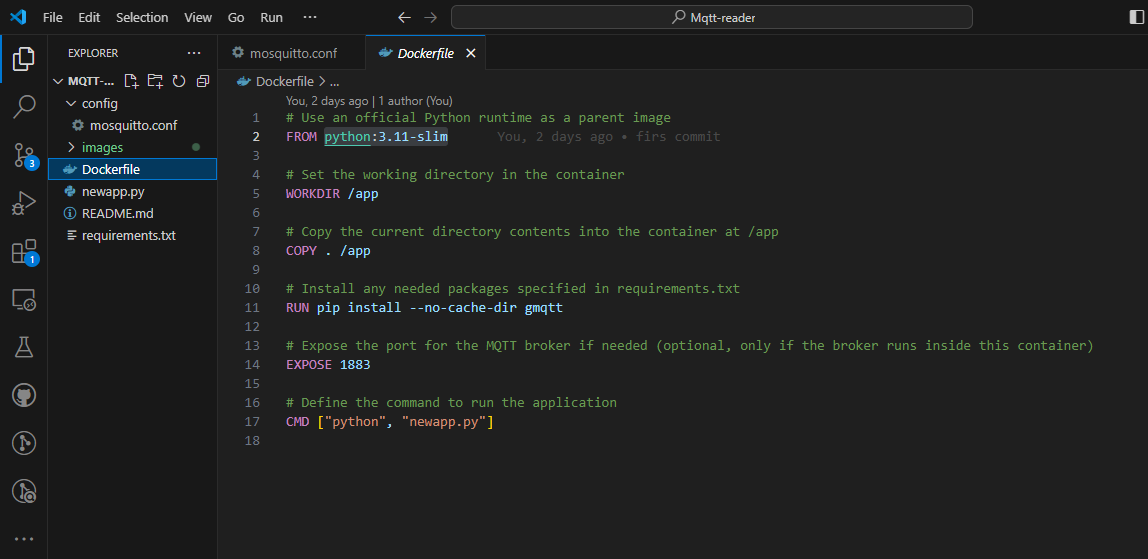 File Edit Selection View Go Run ···
Mqtt-reader
EXPLORER ···
MQTT-...
config
mosquitto.conf
images
Dockerfile
newapp.py
README.md
requirements.txt
3
1
mosquitto.conf
Dockerfile
Dockerfile > ...
You, 2 days ago | 1 author (You)
1 # Use an official Python runtime as a parent image
2 FROM python:3.11-slim You, 2 days ago • firs commit
3
4 # Set the working directory in the container
5 WORKDIR /app
6
7 # Copy the current directory contents into the container at /app
8 COPY . /app
9
10 # Install any needed packages specified in requirements.txt
11 RUN pip install --no-cache-dir gmqtt
12
13 # Expose the port for the MQTT broker if needed (optional, only if the broker runs inside this container)
14 EXPOSE 1883
15
16 # Define the command to run the application
17 CMD ["python", "newapp.py"]
18